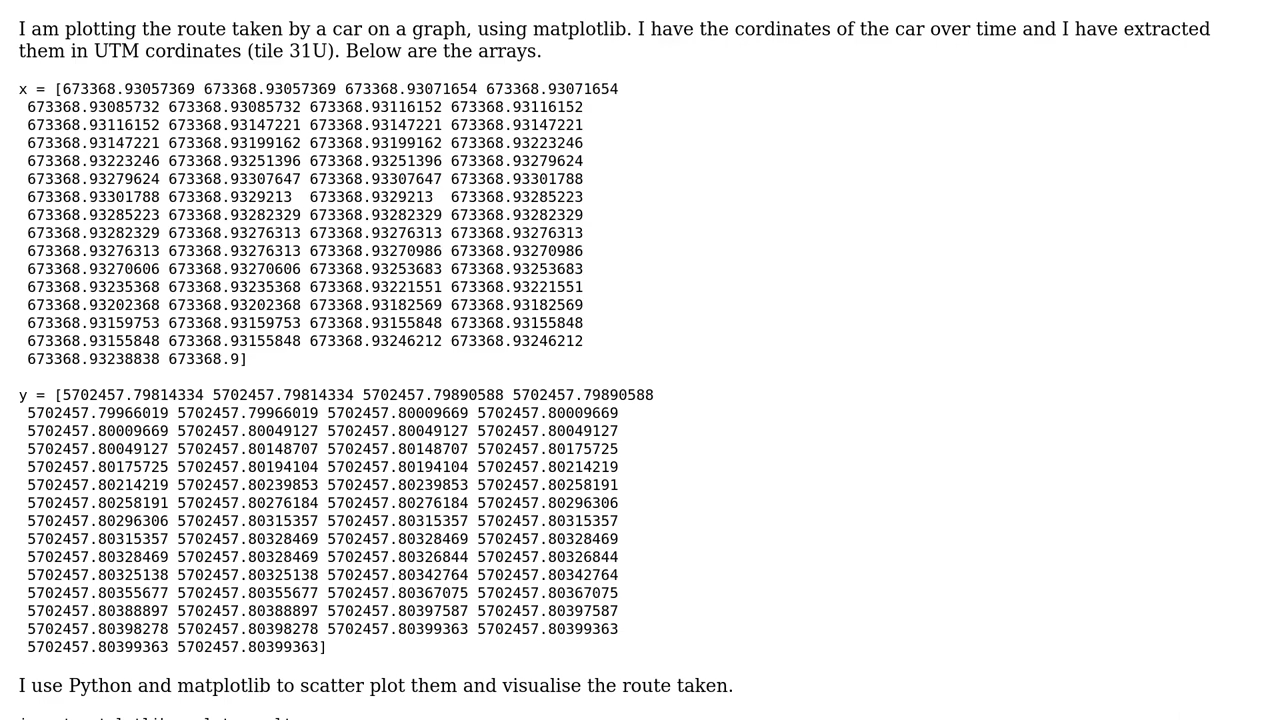 I am plotting the route taken by a car on a graph, using matplotlib. I have the cordinates of the car over time and I have extracted
them in UTM cordinates (tile 31U). Below are the arrays.
x = [673368.93057369 673368.93057369 673368.93071654 673368.93071654
673368.93085732 673368.93085732 673368.93116152 673368.93116152
673368.93116152 673368.93147221 673368.93147221 673368.93147221
673368.93147221 673368.93199162 673368.93199162 673368.93223246
673368.93223246 673368.93251396 673368.93251396 673368.93279624
673368.93279624 673368.93307647 673368.93307647 673368.93301788
673368.93301788 673368.9329213  673368.9329213  673368.93285223
673368.93285223 673368.93282329 673368.93282329 673368.93282329
673368.93282329 673368.93276313 673368.93276313 673368.93276313
673368.93276313 673368.93276313 673368.93270986 673368.93270986
673368.93270606 673368.93270606 673368.93253683 673368.93253683
673368.93235368 673368.93235368 673368.93221551 673368.93221551
673368.93202368 673368.93202368 673368.93182569 673368.93182569
673368.93159753 673368.93159753 673368.93155848 673368.93155848
673368.93155848 673368.93155848 673368.93246212 673368.93246212
673368.93238838 673368.9]
y = [5702457.79814334 5702457.79814334 5702457.79890588 5702457.79890588
5702457.79966019 5702457.79966019 5702457.80009669 5702457.80009669
5702457.80009669 5702457.80049127 5702457.80049127 5702457.80049127
5702457.80049127 5702457.80148707 5702457.80148707 5702457.80175725
5702457.80175725 5702457.80194104 5702457.80194104 5702457.80214219
5702457.80214219 5702457.80239853 5702457.80239853 5702457.80258191
5702457.80258191 5702457.80276184 5702457.80276184 5702457.80296306
5702457.80296306 5702457.80315357 5702457.80315357 5702457.80315357
5702457.80315357 5702457.80328469 5702457.80328469 5702457.80328469
5702457.80328469 5702457.80328469 5702457.80326844 5702457.80326844
5702457.80325138 5702457.80325138 5702457.80342764 5702457.80342764
5702457.80355677 5702457.80355677 5702457.80367075 5702457.80367075
5702457.80388897 5702457.80388897 5702457.80397587 5702457.80397587
5702457.80398278 5702457.80398278 5702457.80399363 5702457.80399363
5702457.80399363 5702457.80399363]
I use Python and matplotlib to scatter plot them and visualise the route taken.